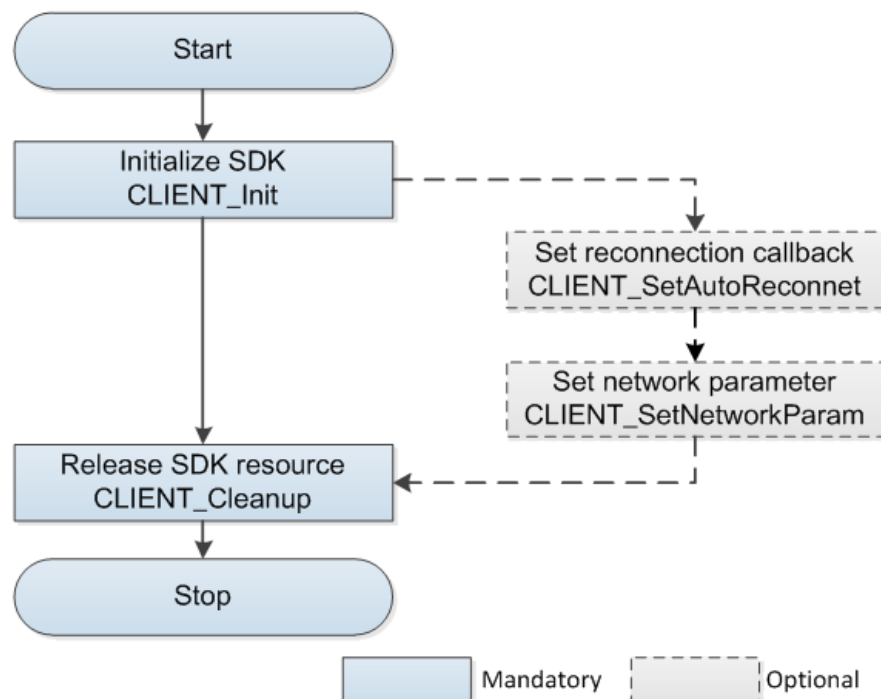 Start
Initialize SDK
CLIENT_Init
Set reconnection callback
CLIENT_SetAutoReconnet
Set network parameter
CLIENT_SetNetworkParam
Release SDK resource
CLIENT_Cleanup
Stop
Mandatory
Optional